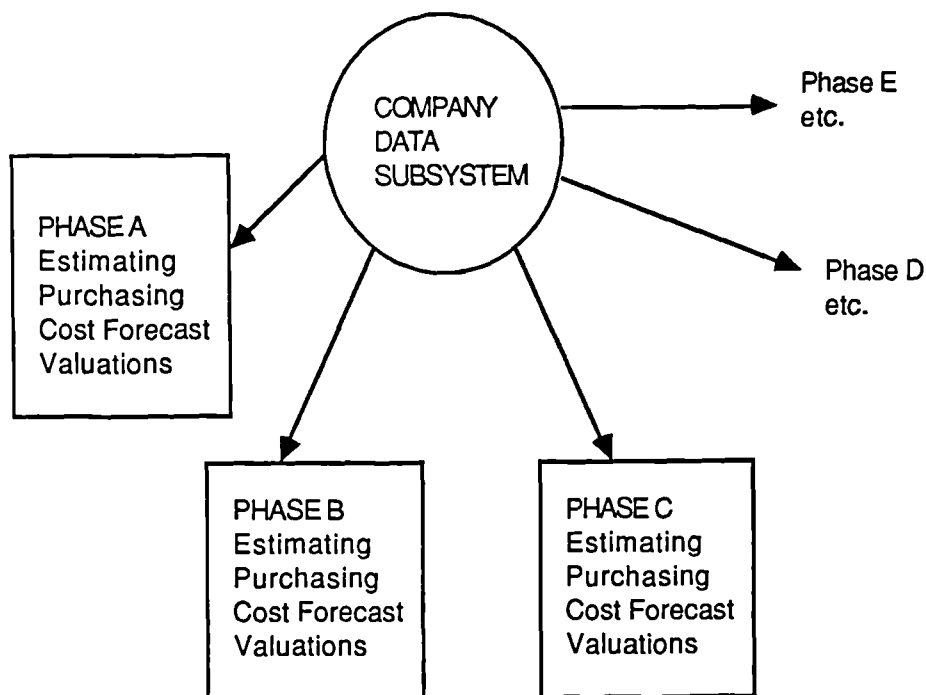 COMPANY
DATA
SUBSYSTEM
Phase E
etc.
PHASE A
Estimating
Purchasing
Cost Forecast
Valuations
Phase D
etc.
PHASE B
Estimating
Purchasing
Cost Forecast
Valuations
PHASE C
Estimating
Purchasing
Cost Forecast
Valuations